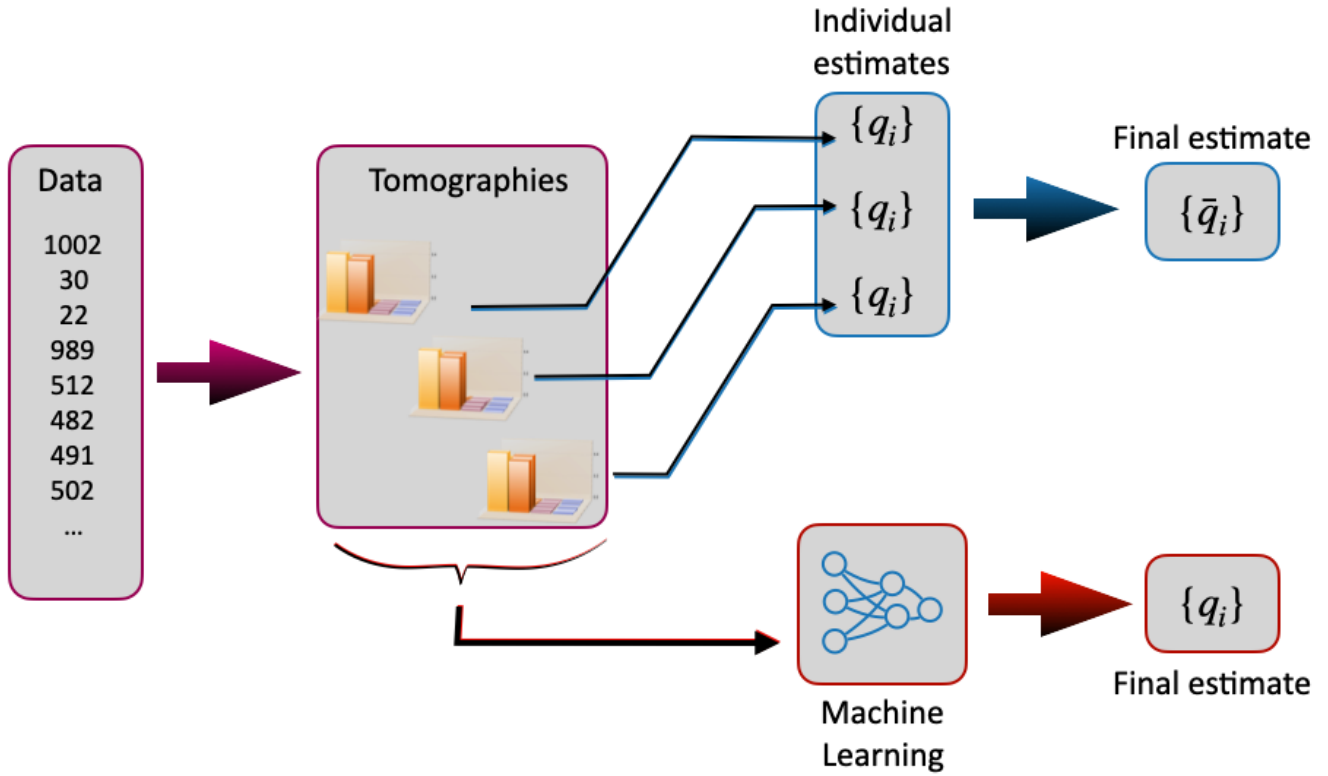 Individual
estimates
{q_i}
{q_i}
{q_i}
Final estimate
{q̄_i}
Data
1002
30
22
989
512
482
491
502
...
Tomographies
Machine
Learning
{q_i}
Final estimate